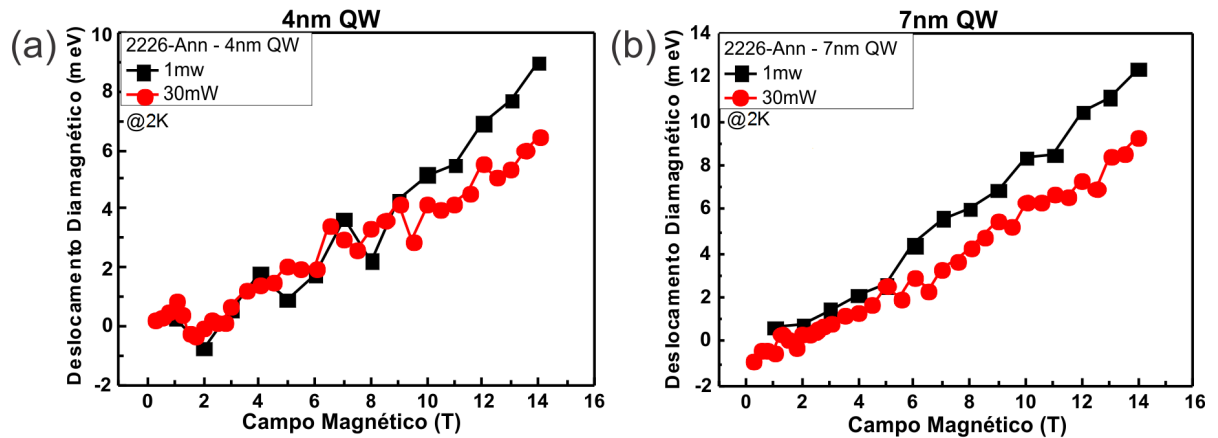 4nm QW
(a)
Deslocamento Diamagnético (meV)
10
8
6
4
2
0
-2
2226-Ann - 4nm QW
1mw
30mW
@2K
0 2 4 6 8 10 12 14 16
Campo Magnético (T)
7nm QW
(b)
Deslocamento Diamagnético (meV)
14
12
10
8
6
4
2
0
-2
2226-Ann - 7nm QW
1mw
30mW
@2K
0 2 4 6 8 10 12 14 16
Campo Magnético (T)